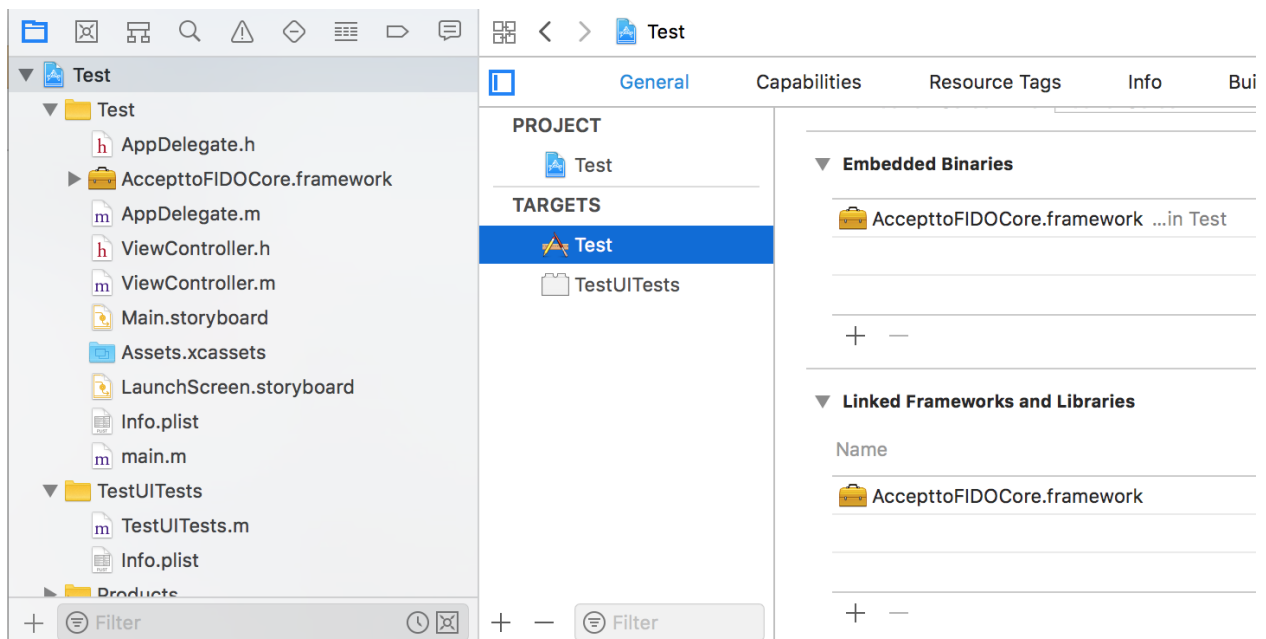 Test
Test
General
Capabilities
Resource Tags
Info
Bui
Test
AppDelegate.h
AccepttoFIDOCore.framework
AppDelegate.m
ViewController.h
ViewController.m
Main.storyboard
Assets.xcassets
LaunchScreen.storyboard
Info.plist
main.m
TestUITests
TestUITests.m
Info.plist
Products
Filter
PROJECT
Test
TARGETS
Test
TestUITests
Filter
Embedded Binaries
AccepttoFIDOCore.framework ...in Test
Linked Frameworks and Libraries
Name
AccepttoFIDOCore.framework